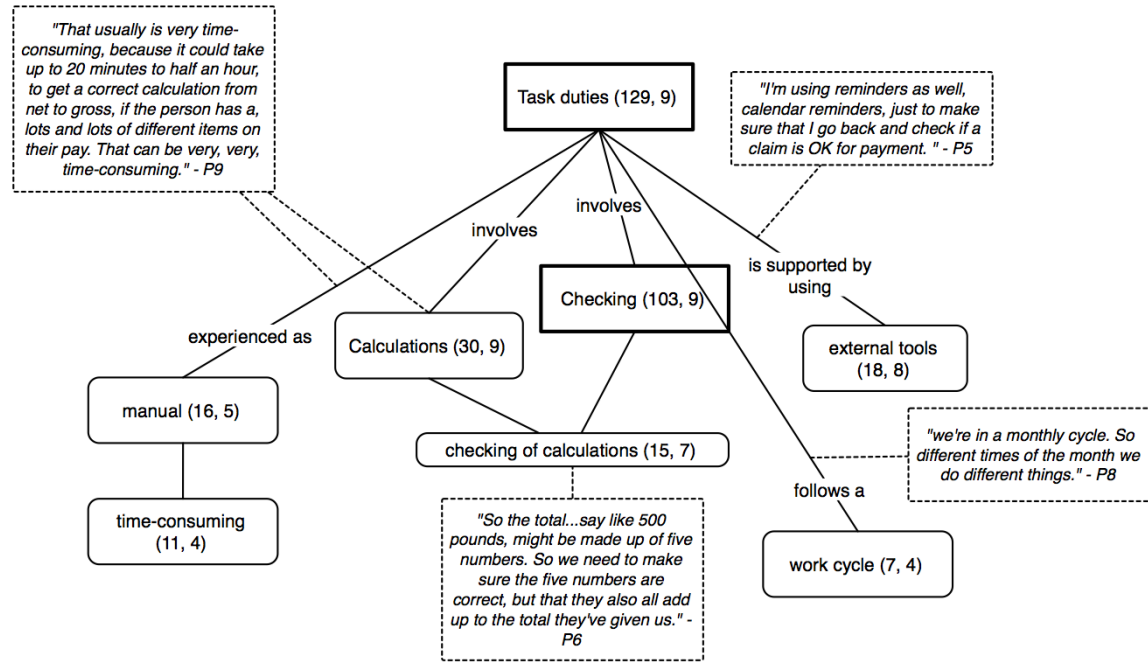 "That usually is very time-
consuming, because it could take
up to 20 minutes to half an hour,
to get a correct calculation from
net to gross, if the person has a,
lots and lots of different items on
their pay. That can be very, very,
time-consuming." - P9
Task duties (129, 9)
"I'm using reminders as well,
calendar reminders, just to make
sure that I go back and check if a
claim is OK for payment. " - P5
involves
involves
is supported by
using
experienced as
Calculations (30, 9)
Checking (103, 9)
external tools
(18, 8)
manual (16, 5)
checking of calculations (15, 7)
"we're in a monthly cycle. So
different times of the month we
do different things." - P8
follows a
time-consuming
(11, 4)
"So the total...say like 500
pounds, might be made up of five
numbers. So we need to make
sure the five numbers are
correct, but that they also all add
up to the total they've given us." -
P6
work cycle (7, 4)